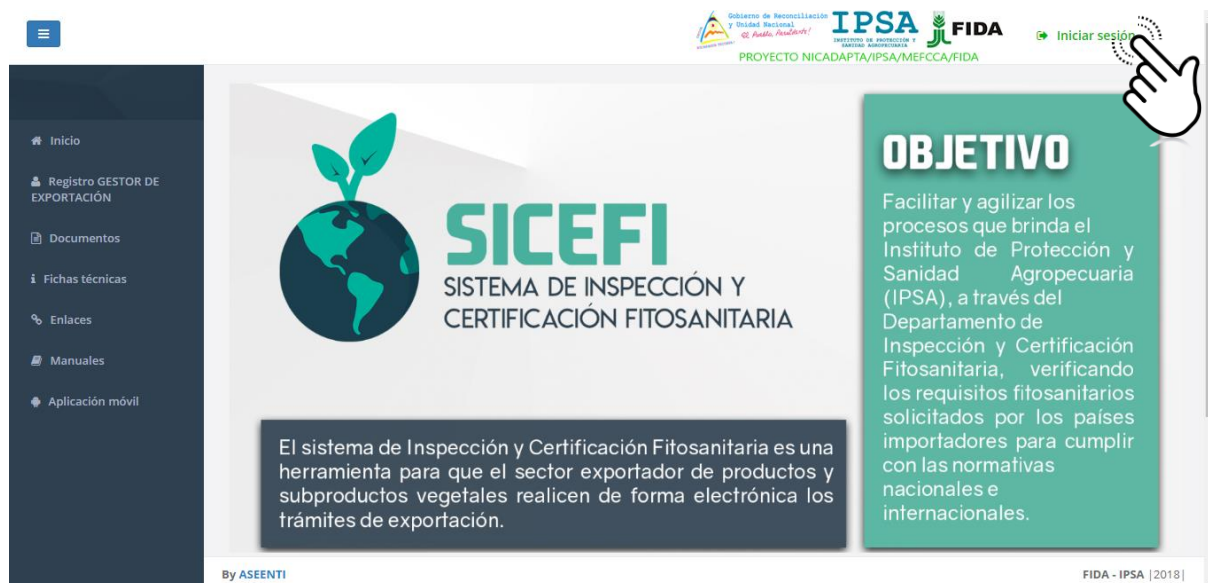 Gobierno de Reconciliación
y Unidad Nacional
El Pueblo, Presidente!
IPSA
INSTITUTO DE PROTECCIÓN Y
SANIDAD AGROPECUARIA
FIDA
PROYECTO NICADAPTA/IPSA/MEFCCA/FIDA
Iniciar sesión
Inicio
Registro GESTOR DE
EXPORTACIÓN
Documentos
Fichas técnicas
Enlaces
Manuales
Aplicación móvil
SICEFI
SISTEMA DE INSPECCIÓN Y
CERTIFICACIÓN FITOSANITARIA
El sistema de Inspección y Certificación Fitosanitaria es una
herramienta para que el sector exportador de productos y
subproductos vegetales realicen de forma electrónica los
trámites de exportación.
OBJETIVO
Facilitar y agilizar los
procesos que brinda el
Instituto de Protección y
Sanidad Agropecuaria
(IPSA), a través del
Departamento de
Inspección y Certificación
Fitosanitaria, verificando
los requisitos fitosanitarios
solicitados por los países
importadores para cumplir
con las normativas
nacionales e
internacionales.
By ASEENTI
FIDA - IPSA |2018|